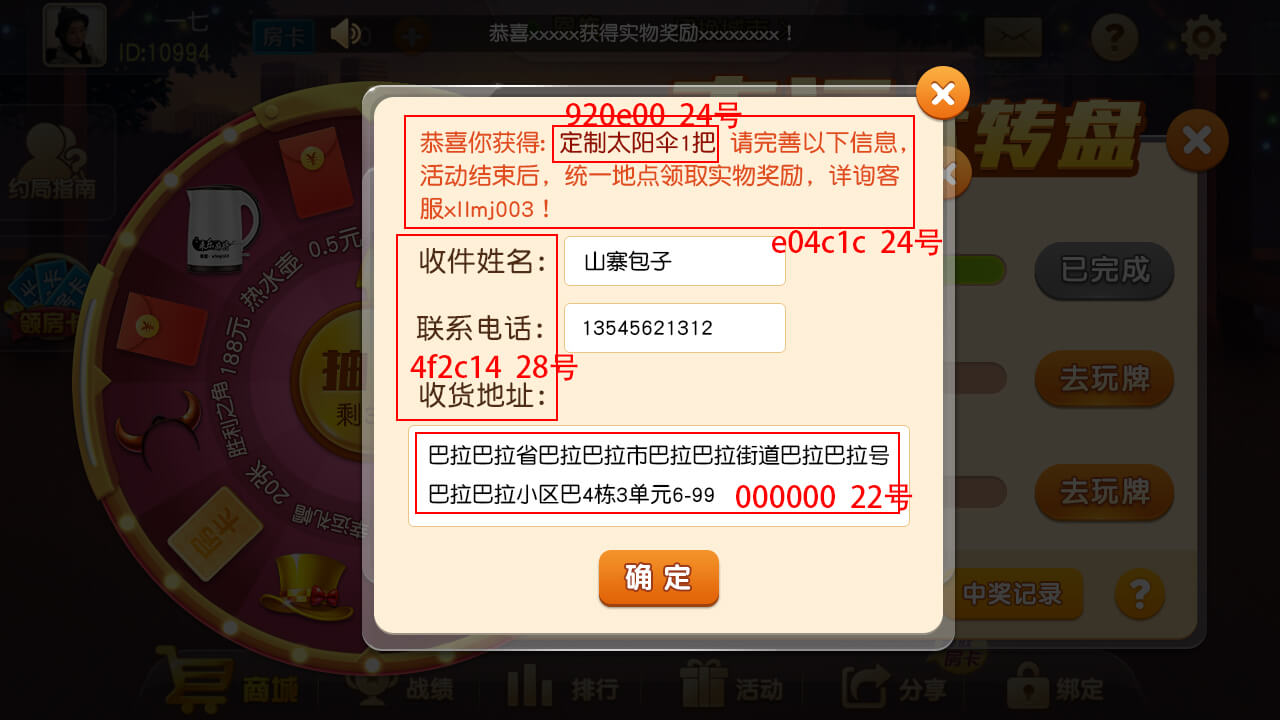 一七
ID:10994
房卡
恭喜xxxxx获得实物奖励xxxxxxxx！
约局指南
领房卡
转盘
920e00 24号
恭喜你获得: 定制太阳伞1把 请完善以下信息，
活动结束后，统一地点领取实物奖励，详询客
服xllmj003！
e04c1c 24号
收件姓名：
山寨包子
联系电话：
13545621312
4f2c14 28号
收货地址：
巴拉巴拉省巴拉巴拉市巴拉巴拉街道巴拉巴拉号
巴拉巴拉小区巴4栋3单元6-99
000000 22号
确定
0.5元
热水壶
188元
胜利之角
20张
幸运礼帽
抽
剩
已完成
去玩牌
去玩牌
中奖记录
?
商城
战绩
排行
活动
分享
房卡
绑定